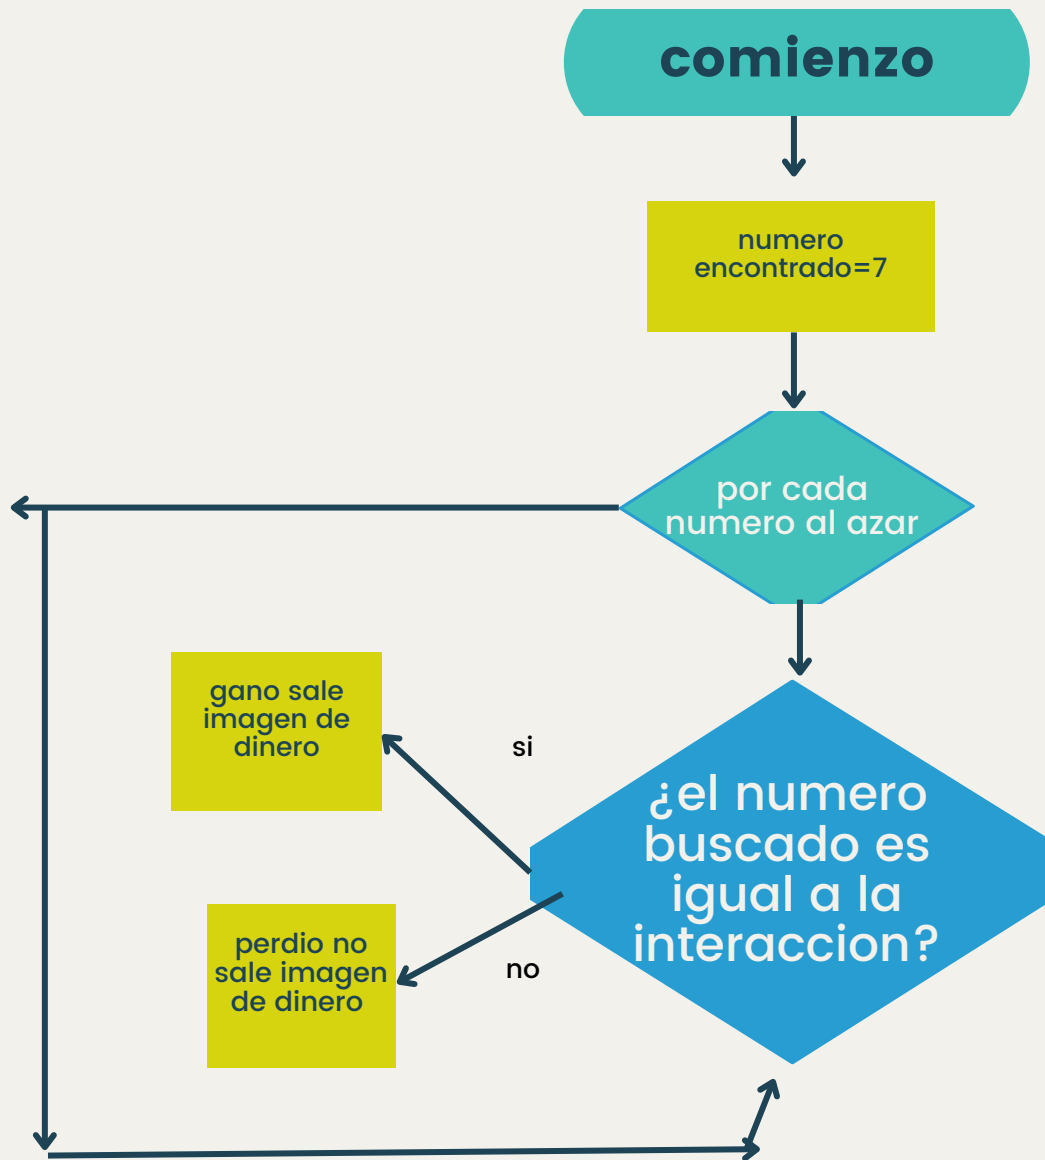 comienzo
numero
encontrado=7
por cada
numero al azar
gano sale
imagen de
dinero
si
¿el numero
buscado es
igual a la
interaccion?
perdio no
sale imagen
de dinero
no